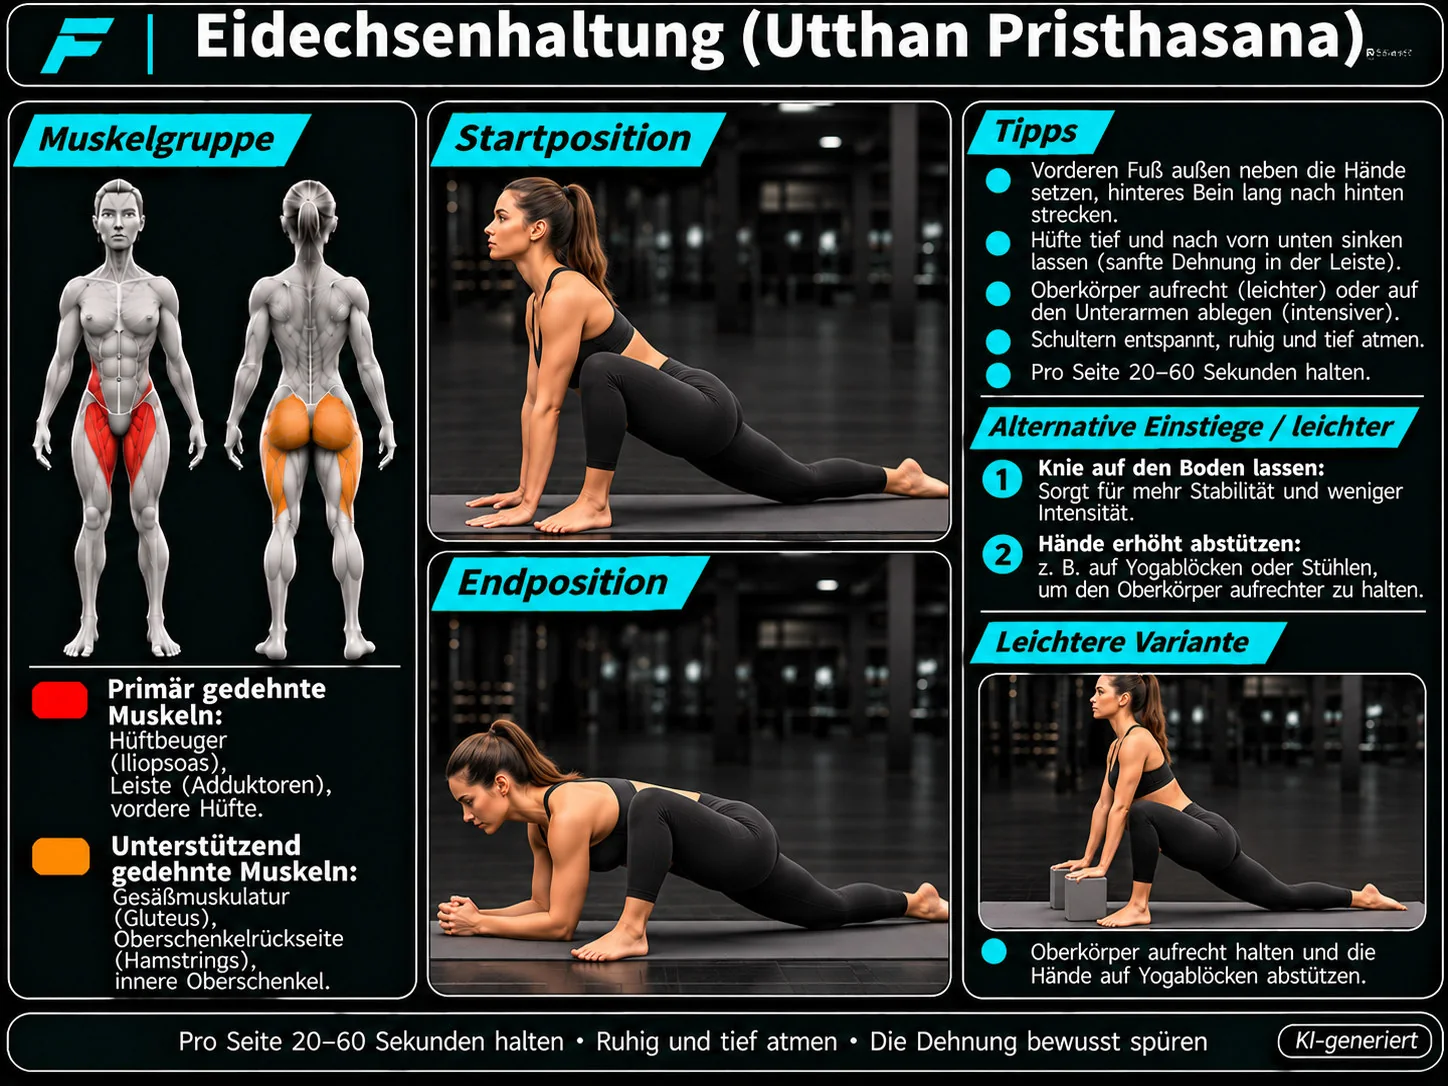 Eidechsenhaltung (Utthan Pristhasana)
Muskelgruppe
Primär gedehnte
Muskeln:
Hüftbeuger
(Iliopsoas),
Leiste (Adduktoren),
vordere Hüfte.
Unterstützend
gedehnte Muskeln:
Gesäßmuskulatur
(Gluteus),
Oberschenkelrückseite
(Hamstrings),
innere Oberschenkel.
Startposition
Endposition
Tipps
Vorderen Fuß außen neben die Hände
setzen, hinteres Bein lang nach hinten
strecken.
Hüfte tief und nach vorn unten sinken
lassen (sanfte Dehnung in der Leiste).
Oberkörper aufrecht (leichter) oder auf
den Unterarmen ablegen (intensiver).
Schultern entspannt, ruhig und tief atmen.
Pro Seite 20–60 Sekunden halten.
Alternative Einstiege / leichter
1 Knie auf den Boden lassen:
Sorgt für mehr Stabilität und weniger
Intensität.
2 Hände erhöht abstützen:
z. B. auf Yogablöcken oder Stühlen,
um den Oberkörper aufrechter zu halten.
Leichtere Variante
Oberkörper aufrecht halten und die
Hände auf Yogablöcken abstützen.
Pro Seite 20–60 Sekunden halten • Ruhig und tief atmen • Die Dehnung bewusst spüren
KI-generiert